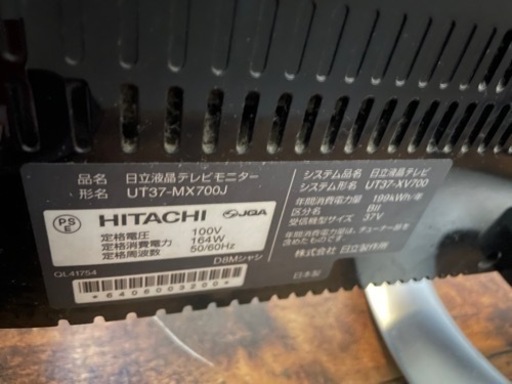 品名 日立液晶テレビモニター
形名 UT37-MX700J
PS
E
HITACHI JQA
定格電圧 100V
定格消費電力 164W
定格周波数 50/60Hz
D8Mシャシ
QL41754
*6406003200*
システム品名 日立液晶テレビ
システム形名 UT37-XV700
年間消費電力量 199kWh/年
区分名
受信機型サイズ 37V
年間消費電力量は、チューナー部を
含めたものです。
株式会社 日立製作所
日本製